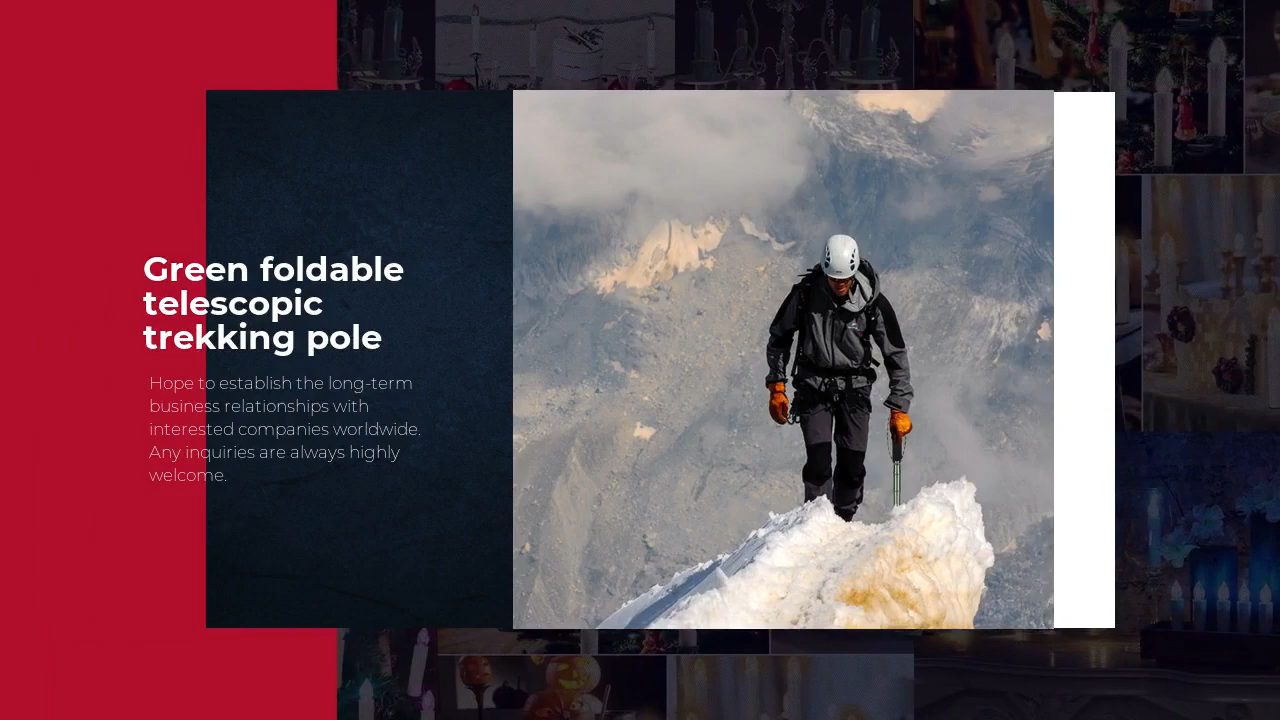 Green foldable
telescopic
trekking pole
Hope to establish the long-term
business relationships with
interested companies worldwide.
Any inquiries are always highly
welcome.